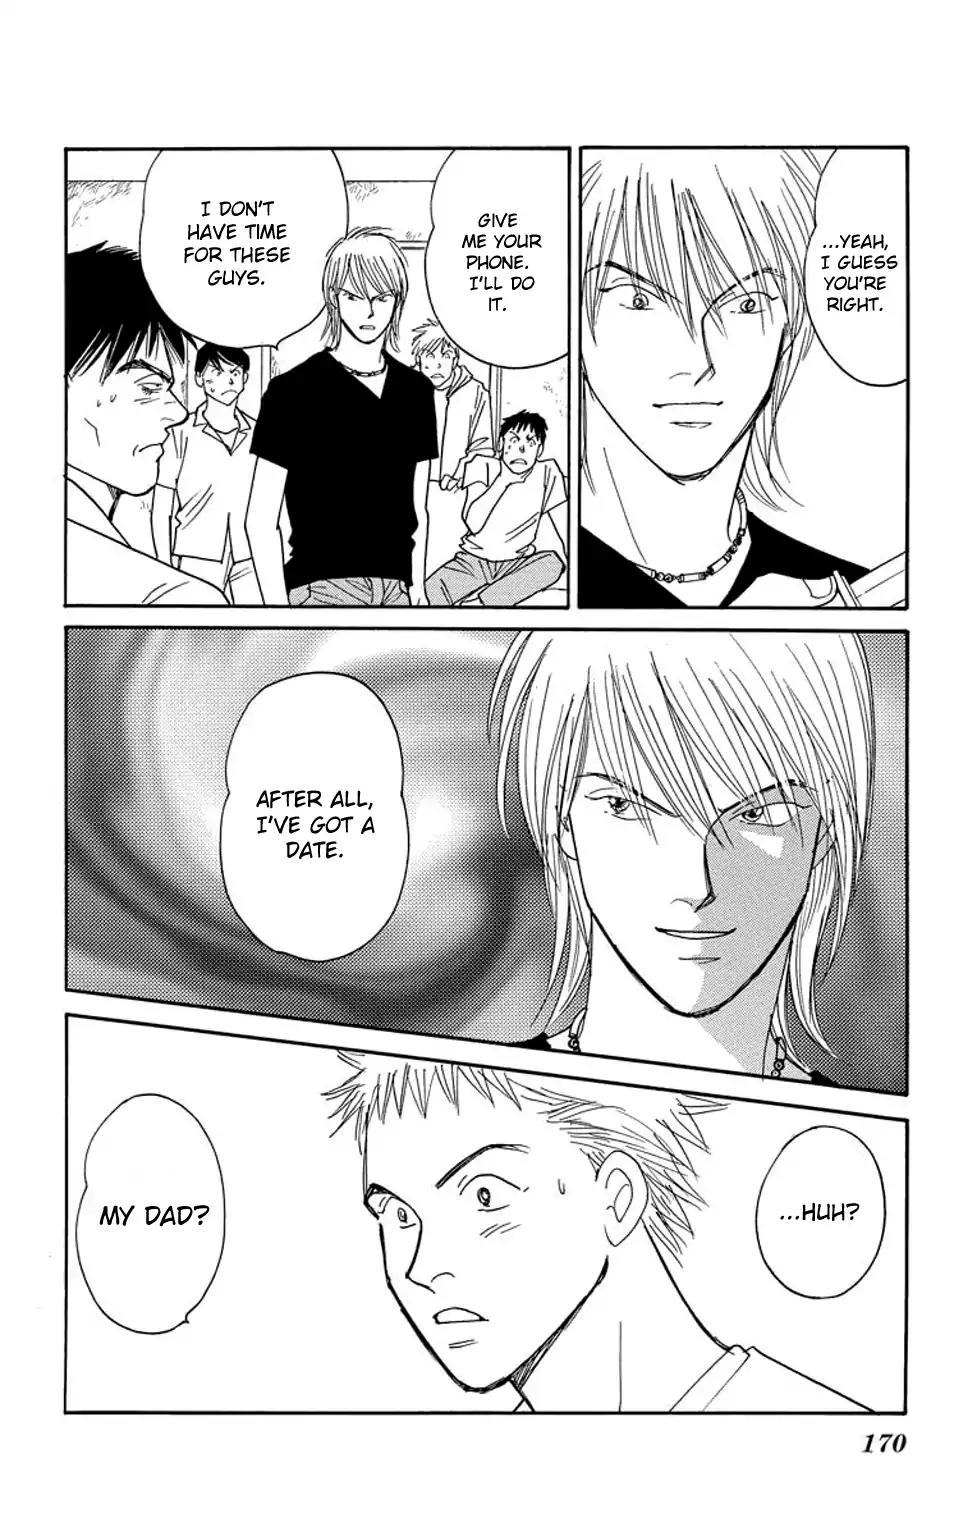 ...YEAH,
I GUESS
YOU'RE
RIGHT.
GIVE
ME YOUR
PHONE.
I'LL DO
IT.
I DON'T
HAVE TIME
FOR THESE
GUYS.
AFTER ALL,
I'VE GOT A
DATE.
...HUH?
MY DAD?
170